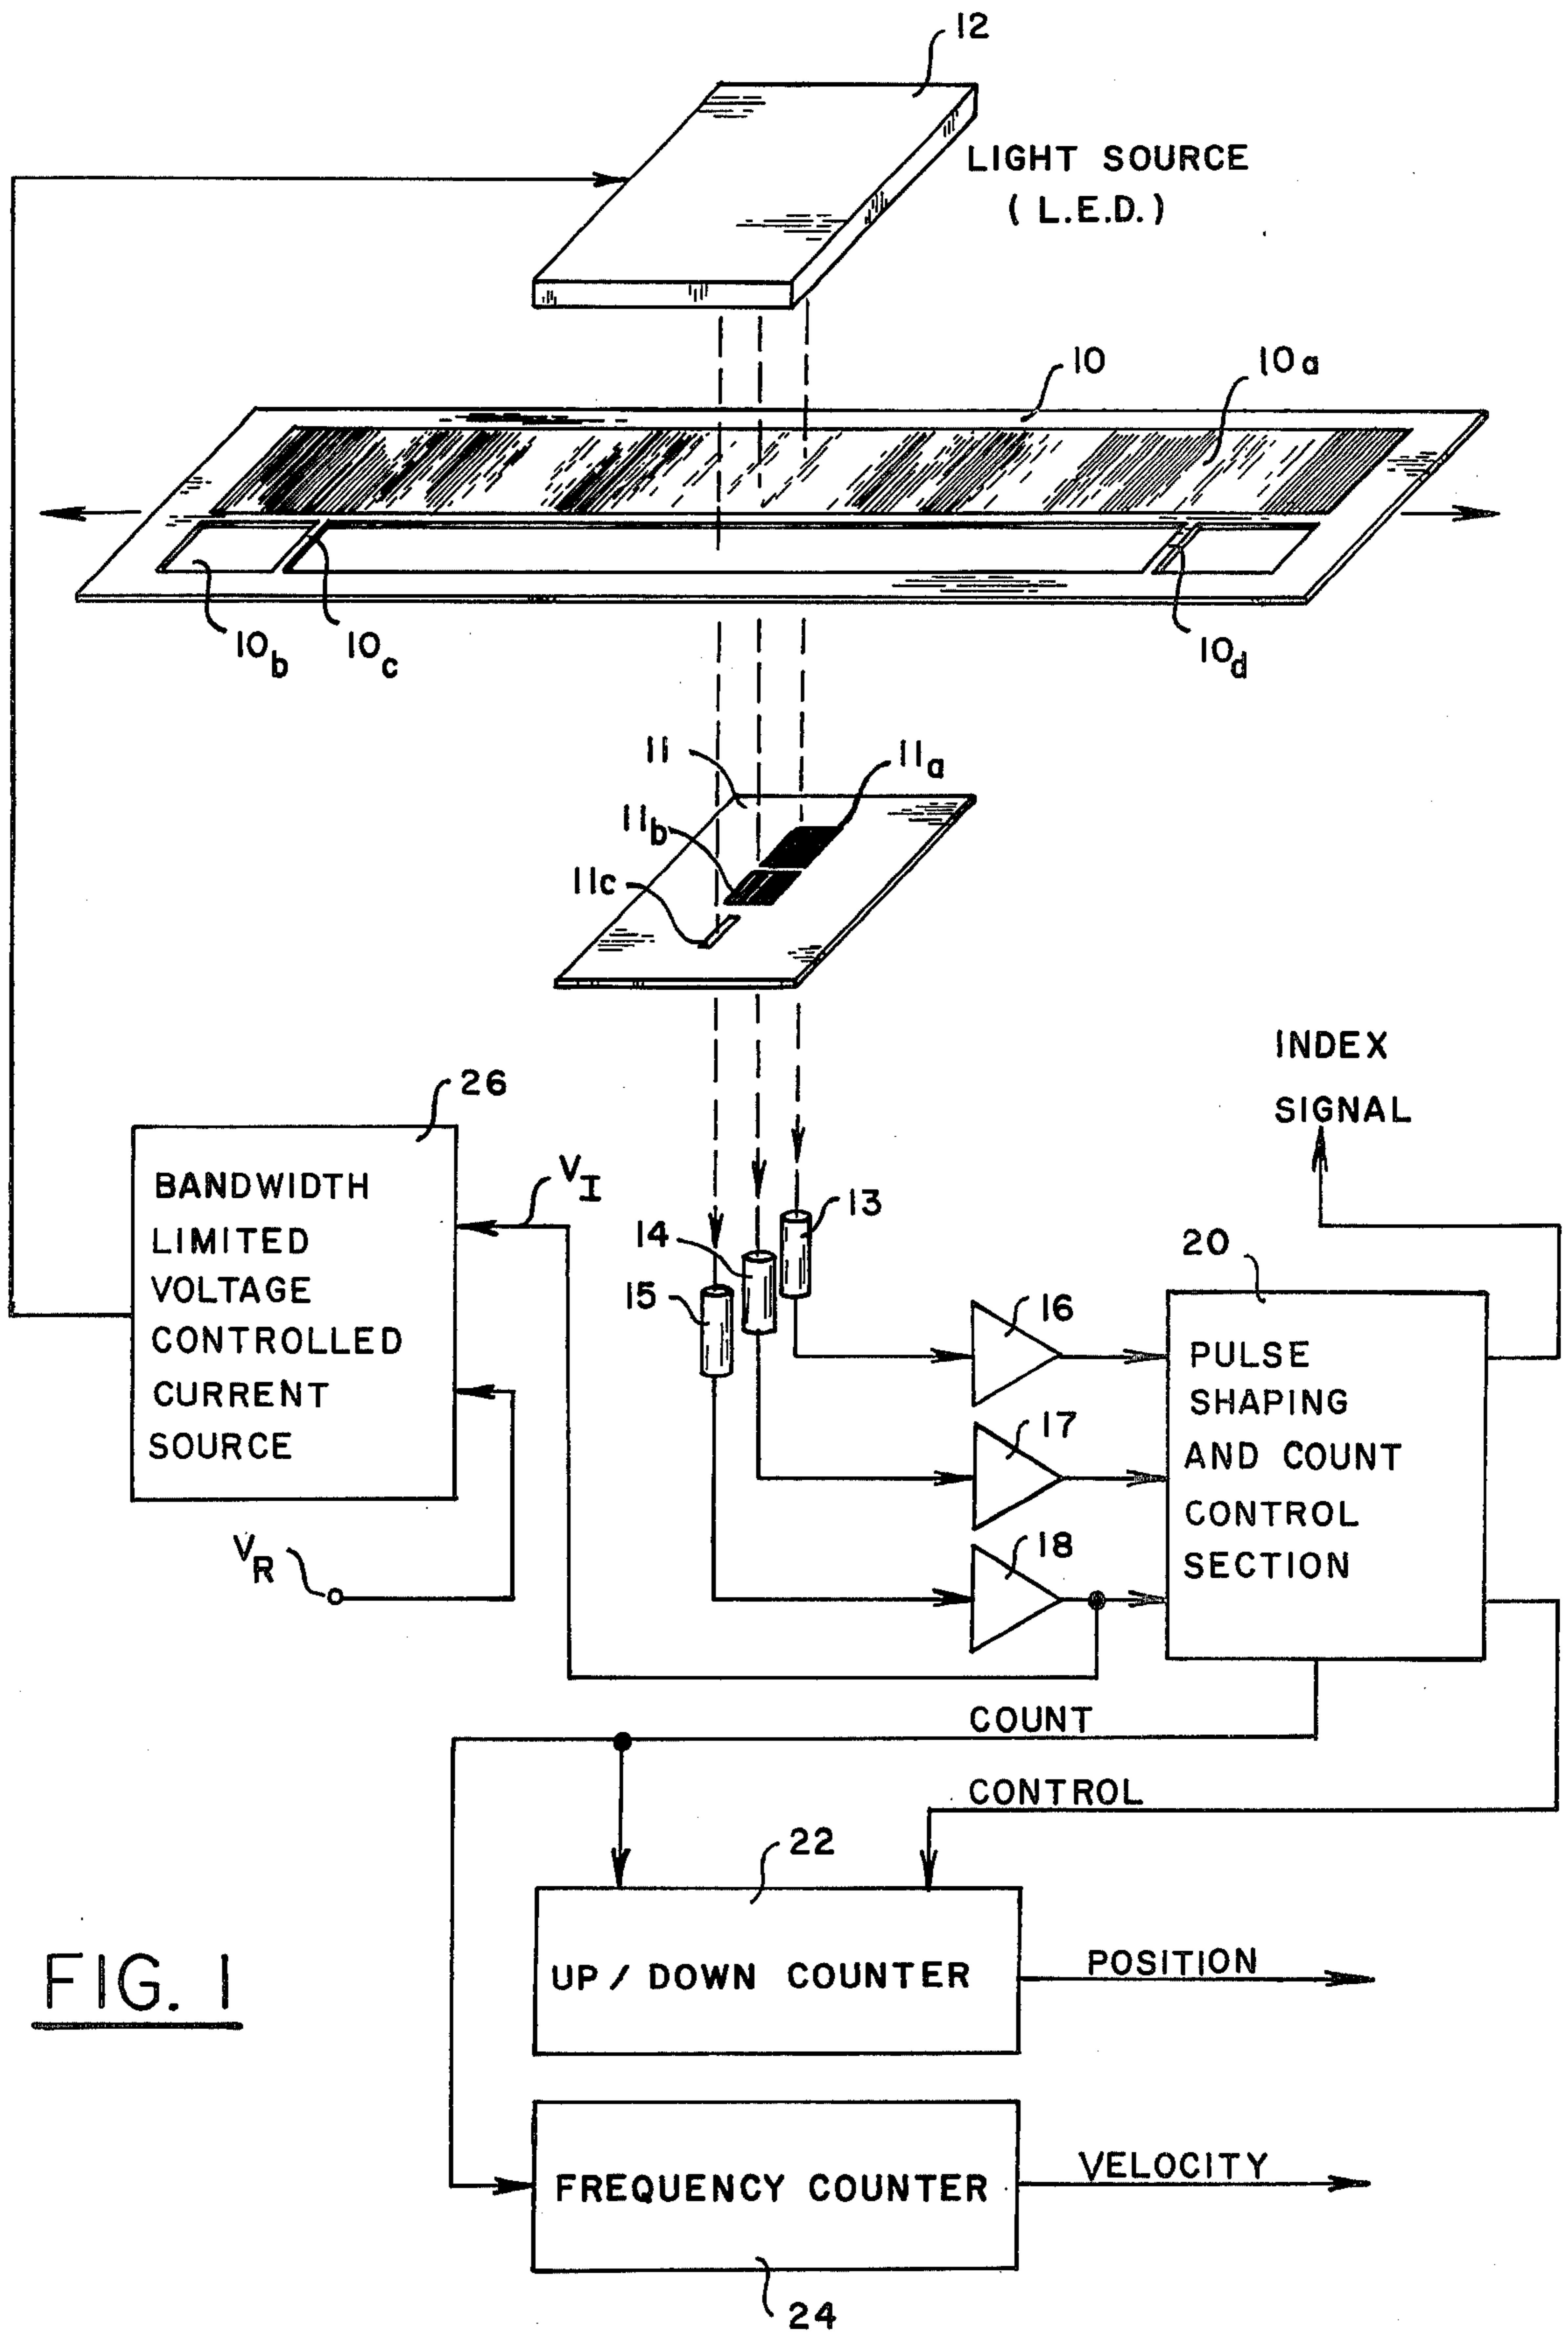 12
LIGHT SOURCE
( L.E.D. )
10
10a
10b
10c
10d
11
11a
11b
11c
INDEX
SIGNAL
26
BANDWIDTH
LIMITED
VOLTAGE
CONTROLLED
CURRENT
SOURCE
VI
VR
13
14
15
16
17
18
20
PULSE
SHAPING
AND COUNT
CONTROL
SECTION
COUNT
CONTROL
22
UP / DOWN COUNTER
POSITION
FREQUENCY COUNTER
VELOCITY
24
FIG. 1